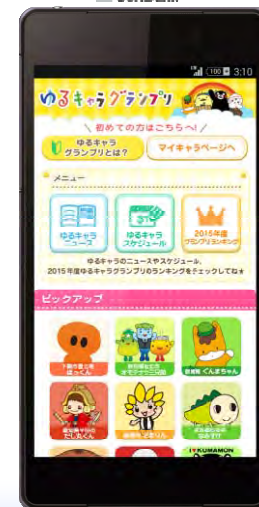 100 3:10
ゆるキャラグランプリ
初めての方はこちらへ!
ゆるキャラ
グランプリとは?
マイキャラページへ
メニュー
ゆるキャラ
ニュース
ゆるキャラ
スケジュール
2015年度
グランプリランキング
ゆるキャラのニュースやスケジュール、
2015年度ゆるキャラグランプリのランキングをチェックしてね★
ピックアップ
ぐんまちゃん
だし丸くん
KUMAMON